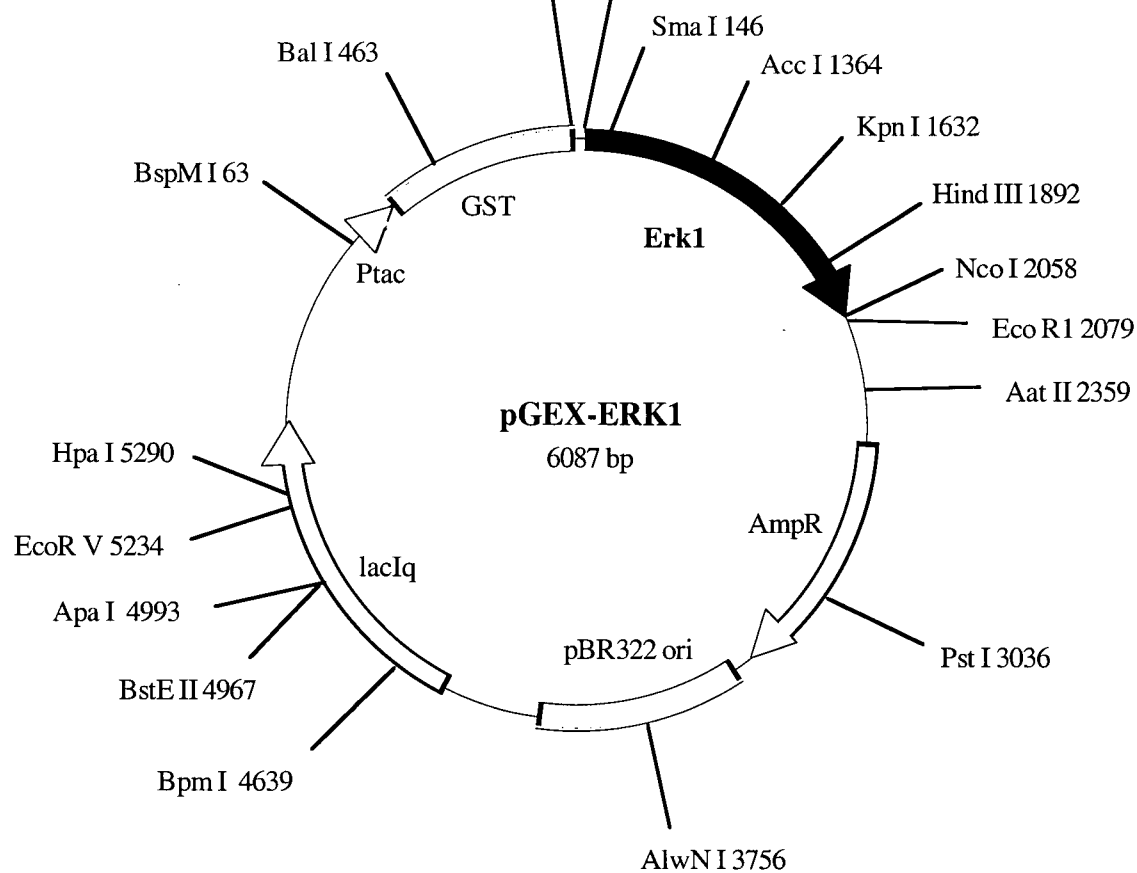 Sma I 146
Bal I 463
Acc I 1364
Kpn I 1632
BspM I 63
Hind III 1892
GST
Erk1
Nco I 2058
Ptac
Eco R1 2079
Aat II 2359
pGEX-ERK1
6087 bp
Hpa I 5290
AmpR
EcoR V 5234
lacIq
Apa I 4993
pBR322 ori
Pst I 3036
BstE II 4967
Bpm I 4639
AlwN I 3756